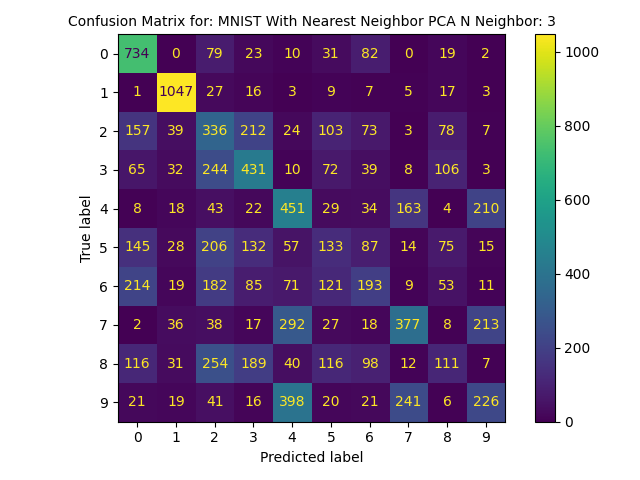 Confusion Matrix for: MNIST With Nearest Neighbor PCA N Neighbor: 3
0 734 0 79 23 10 31 82 0 19 2
1 1 1047 27 16 3 9 7 5 17 3
2 157 39 336 212 24 103 73 3 78 7
3 65 32 244 431 10 72 39 8 106 3
4 8 18 43 22 451 29 34 163 4 210
5 145 28 206 132 57 133 87 14 75 15
6 214 19 182 85 71 121 193 9 53 11
7 2 36 38 17 292 27 18 377 8 213
8 116 31 254 189 40 116 98 12 111 7
9 21 19 41 16 398 20 21 241 6 226
0 1 2 3 4 5 6 7 8 9
Predicted label
True label
1000
800
600
400
200
0